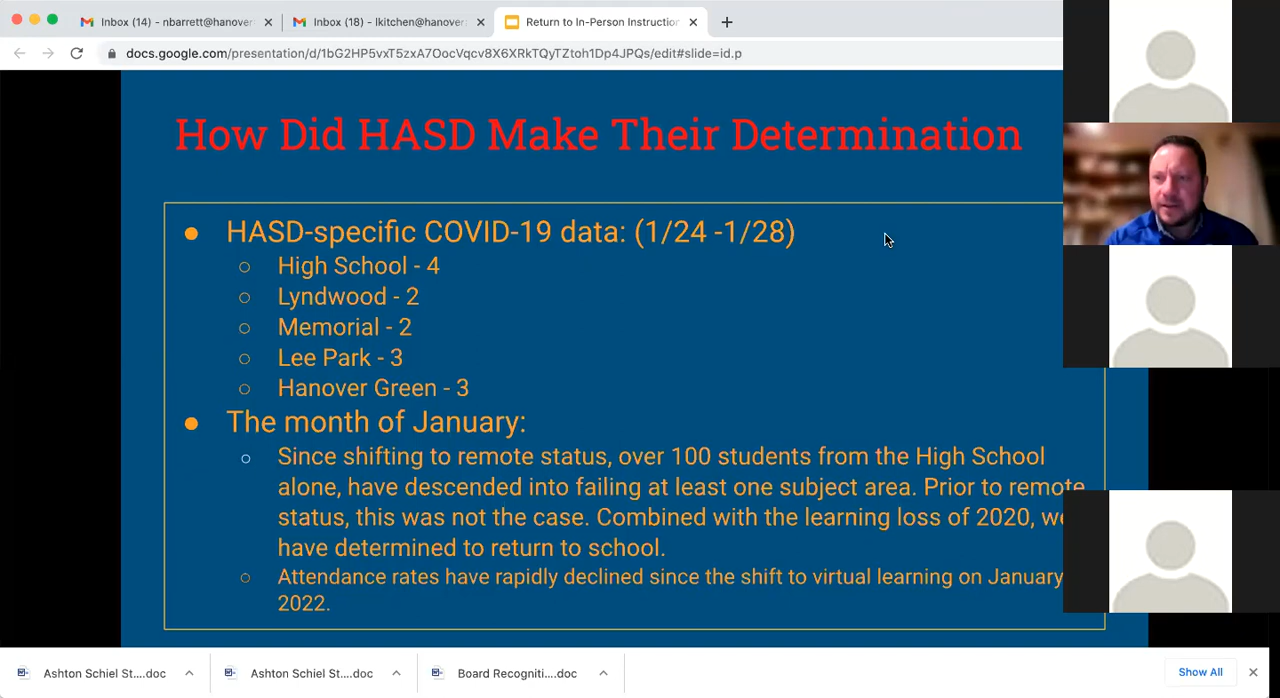 Inbox (14) - nbarrett@hanover
Inbox (18) - lkitchen@hanover
Return to In-Person Instruction
docs.google.com/presentation/d/1bG2HP5vxT5zxA7OocVqcv8X6XRkTQyTZtoh1Dp4JPQs/edit#slide=id.p
How Did HASD Make Their Determination
HASD-specific COVID-19 data: (1/24 -1/28)
High School - 4
Lyndwood - 2
Memorial - 2
Lee Park - 3
Hanover Green - 3
The month of January:
Since shifting to remote status, over 100 students from the High School
alone, have descended into failing at least one subject area. Prior to remote
status, this was not the case. Combined with the learning loss of 2020, we
have determined to return to school.
Attendance rates have rapidly declined since the shift to virtual learning on January
2022.
Ashton Schiel St....doc
Ashton Schiel St....doc
Board Recogniti....doc
Show All